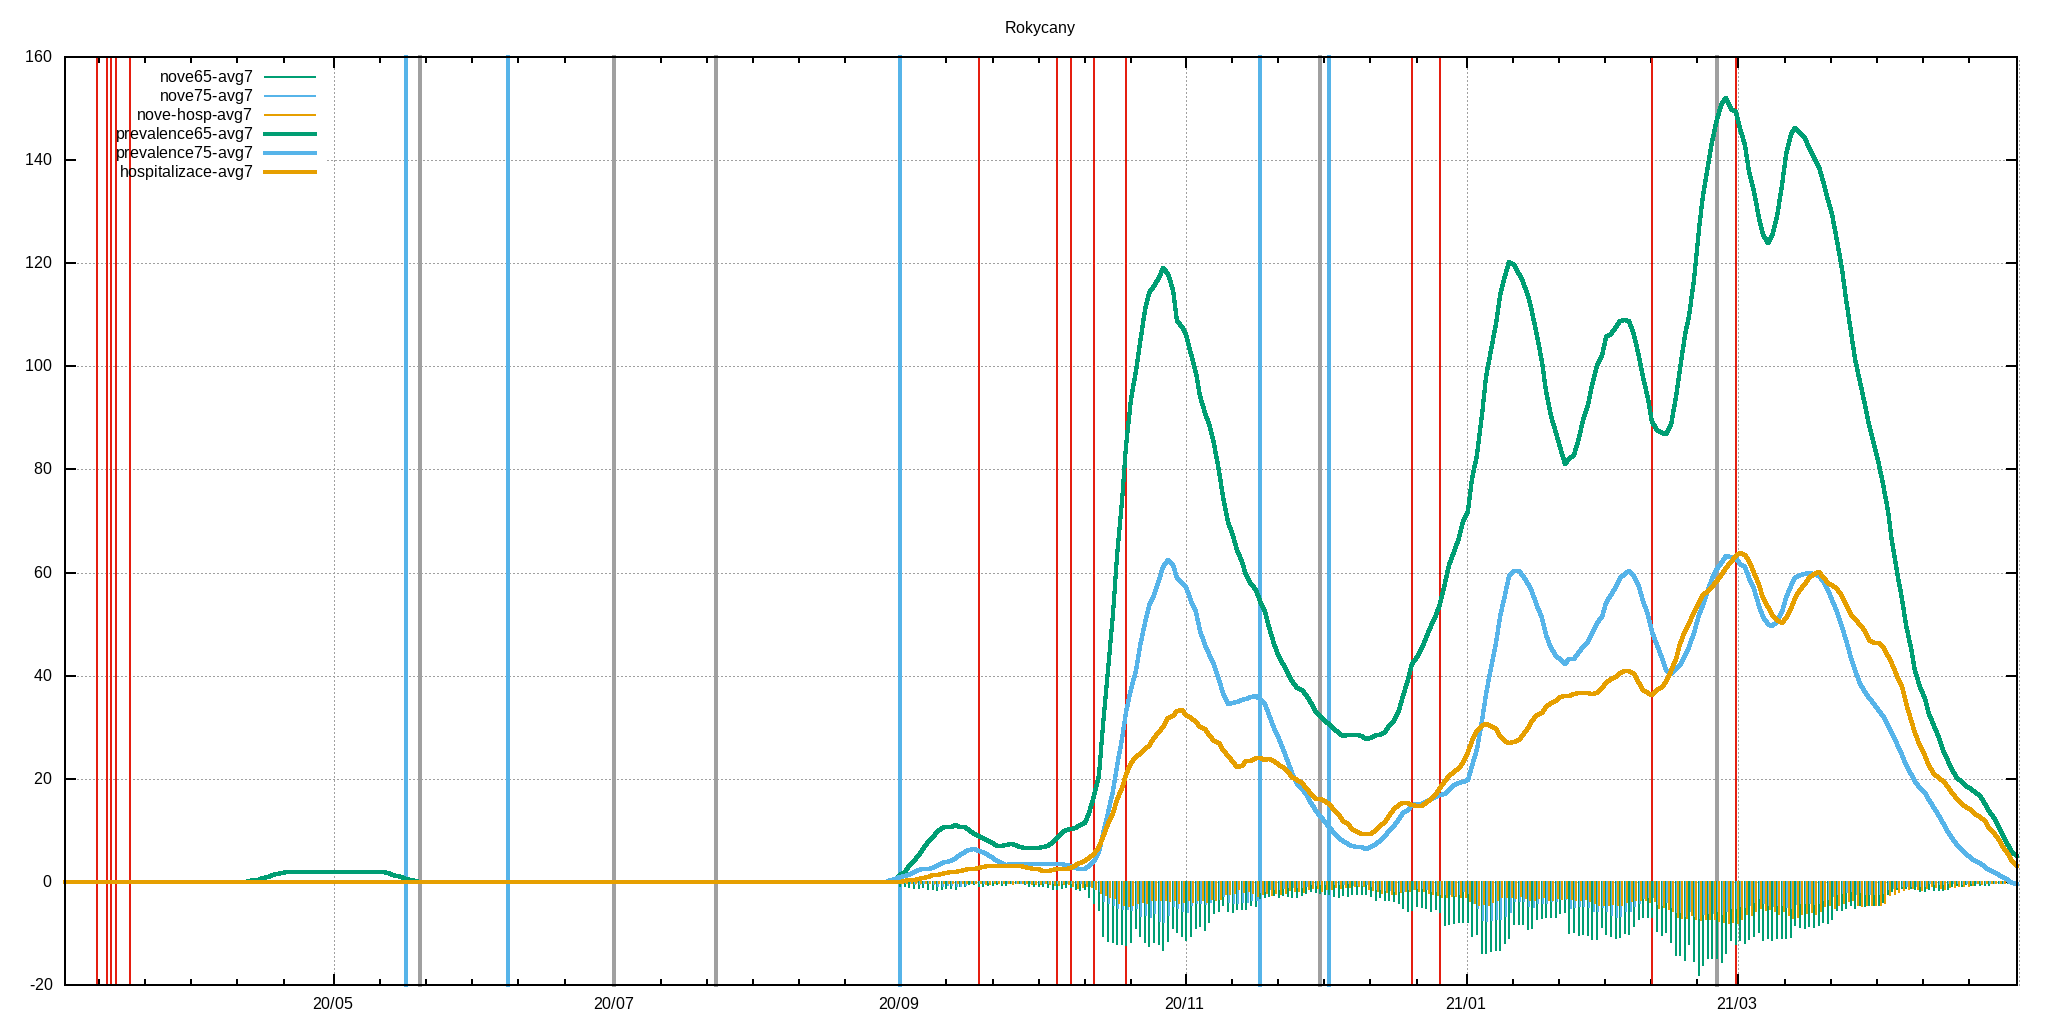 Rokycany
160
140
120
100
80
60
40
20
0
-20
nove65-avg7
nove75-avg7
nove-hosp-avg7
prevalence65-avg7
prevalence75-avg7
hospitalizace-avg7
20/05 20/07 20/09 20/11 21/01 21/03